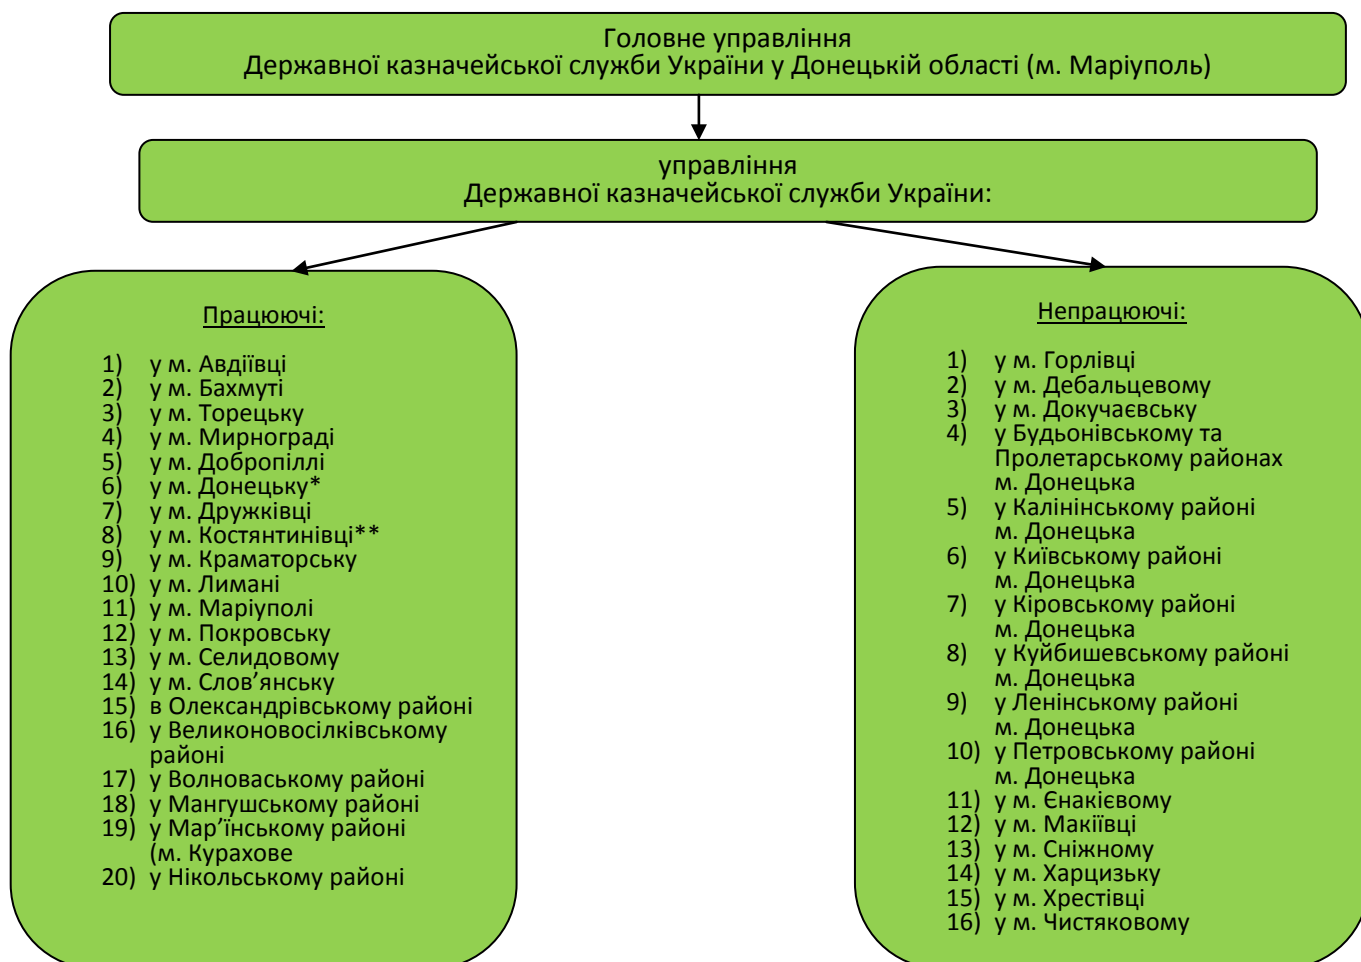 Головне управління
Державної казначейської служби України у Донецькій області (м. Маріуполь)
управління
Державної казначейської служби України:
Працюючі:
1) у м. Авдіївці
2) у м. Бахмуті
3) у м. Торецьку
4) у м. Мирнограді
5) у м. Добропіллі
6) у м. Донецьку*
7) у м. Дружківці
8) у м. Костянтинівці**
9) у м. Краматорську
10) у м. Лимані
11) у м. Маріуполі
12) у м. Покровську
13) у м. Селидовому
14) у м. Слов’янську
15) в Олександрівському районі
16) у Великоновосілківському
районі
17) у Волноваському районі
18) у Мангушському районі
19) у Мар’їнському районі
(м. Курахове
20) у Нікольському районі
Непрацюючі:
1) у м. Горлівці
2) у м. Дебальцевому
3) у м. Докучаєвську
4) у Будьонівському та
Пролетарському районах
м. Донецька
5) у Калінінському районі
м. Донецька
6) у Київському районі
м. Донецька
7) у Кіровському районі
м. Донецька
8) у Куйбишевському районі
м. Донецька
9) у Ленінському районі
м. Донецька
10) у Петровському районі
м. Донецька
11) у м. Єнакієвому
12) у м. Макіївці
13) у м. Сніжному
14) у м. Харцизьку
15) у м. Хрестівці
16) у м. Чистяковому